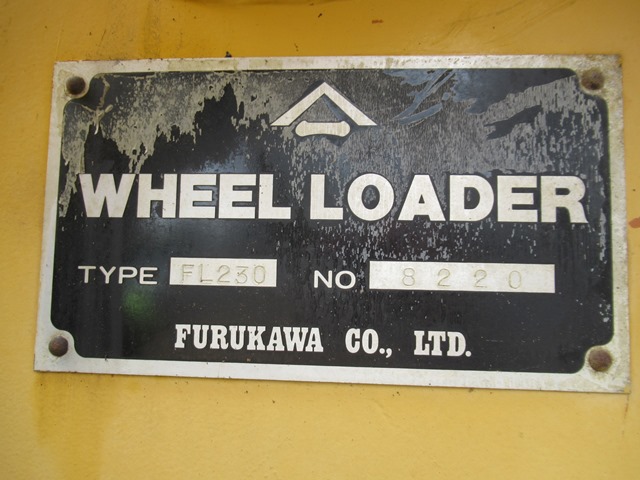 WHEEL LOADER
TYPE FL230 NO 8220
FURUKAWA CO., LTD.